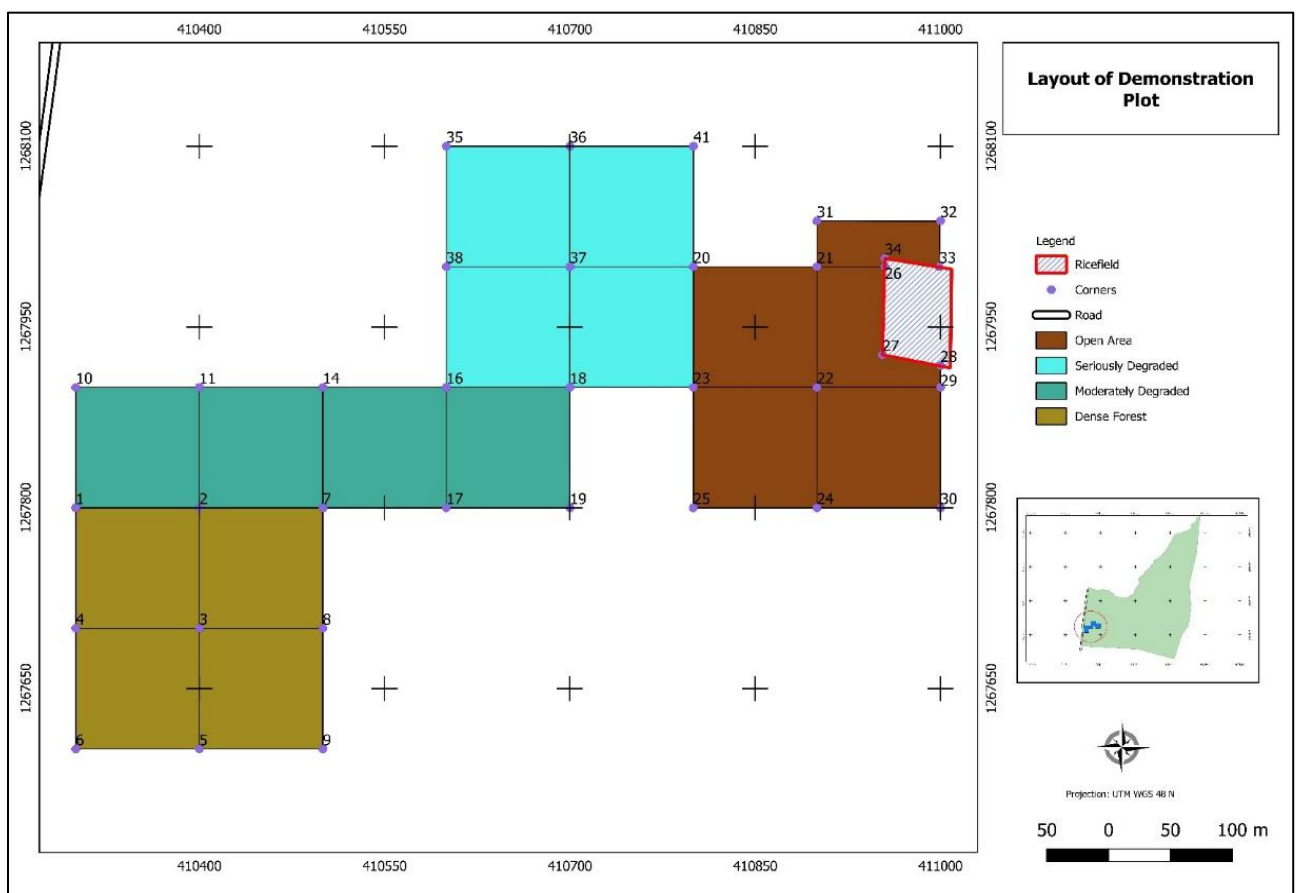 410400 410550 410700 410850 411000
Layout of Demonstration
Plot
1268100
1268100
35 36 41
31 32
Legend
34 33
38 37 20 21 26
Ricefield
Corners
Road
1267950
1267950
Open Area
27 28
Seriously Degraded
10 11 14 16 18 23 22 29
Moderately Degraded
Dense Forest
1 2 7 17 19 25 24 30
1267800
1267800
4 3 8
1267650
1267650
6 5 9
Projection: UTM WGS 48 N
50 0 50 100 m
410400 410550 410700 410850 411000